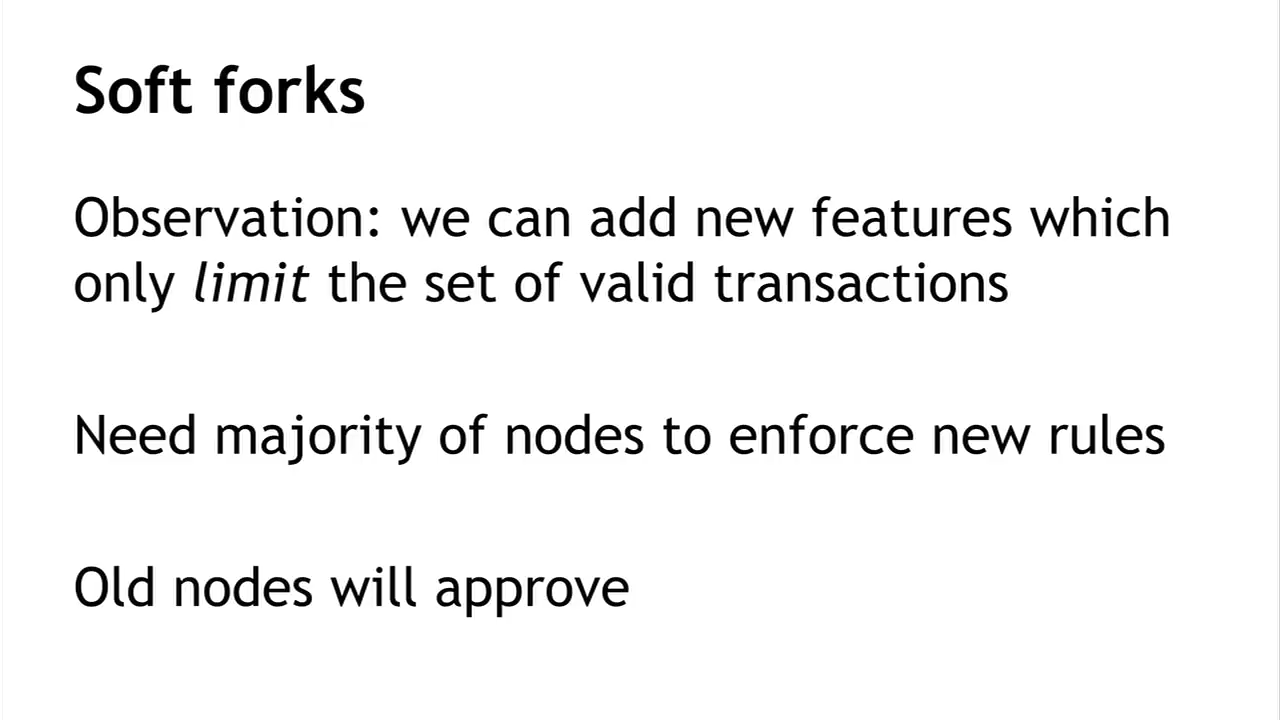 Soft forks
Observation: we can add new features which
only limit the set of valid transactions
Need majority of nodes to enforce new rules
Old nodes will approve